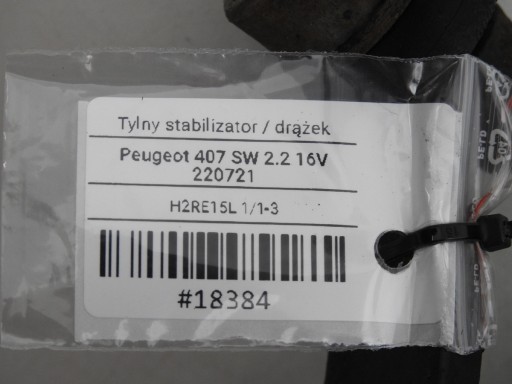 Tylny stabilizator / drążek
Peugeot 407 SW 2.2 16V
220721
H2RE15L 1/1-3
#18384